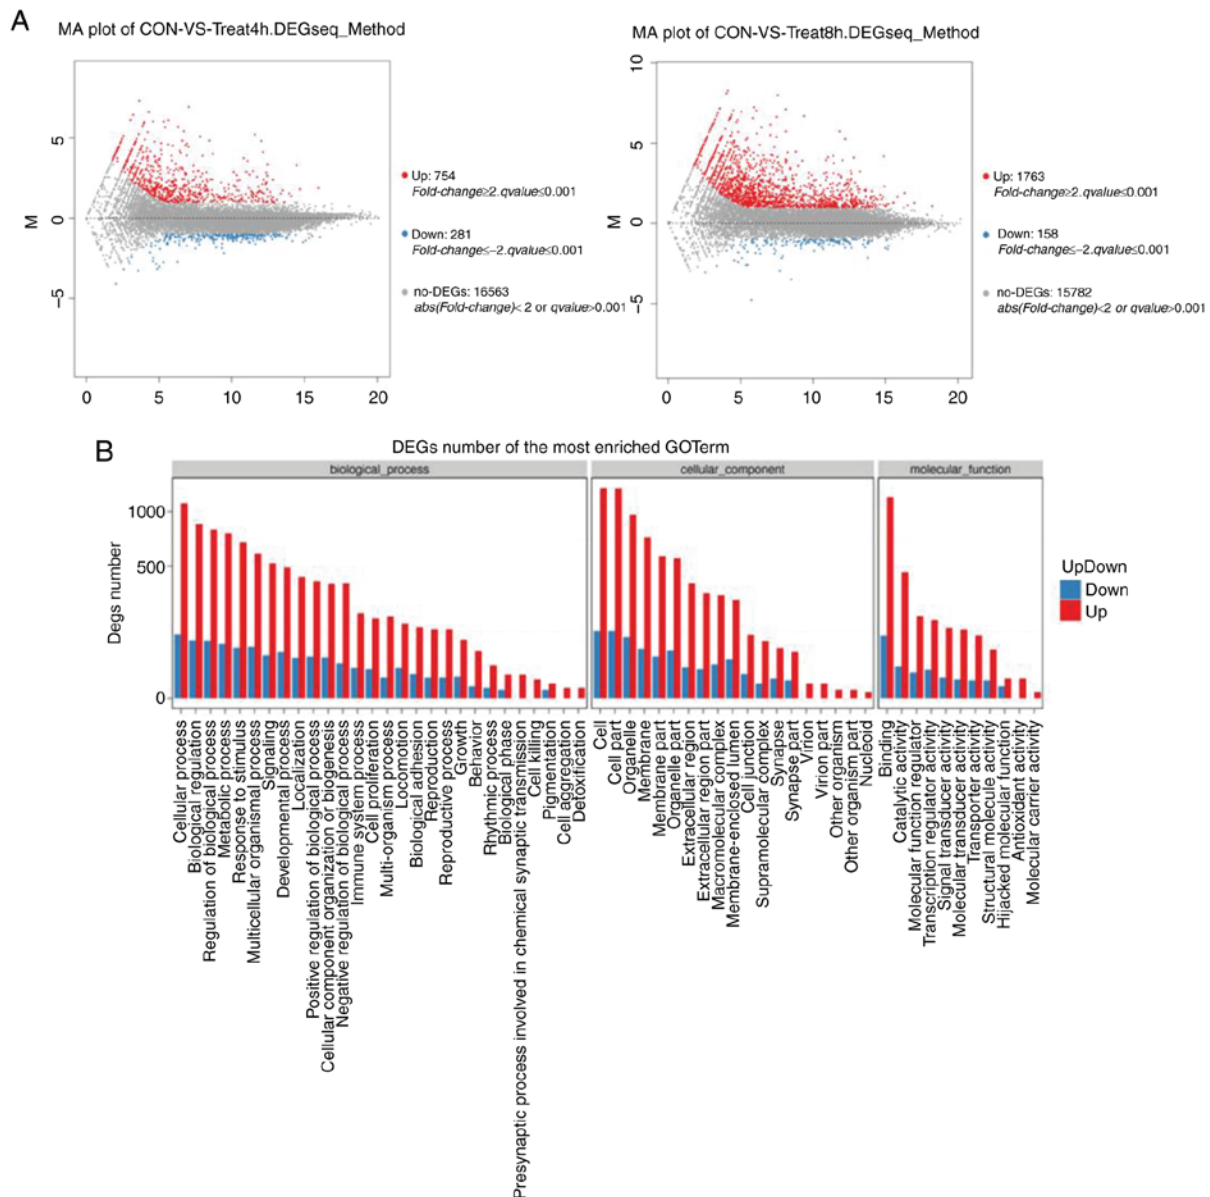 A
MA plot of CON-VS-Treat4h.DEGseq_Method
5
0
−5
M
0 5 10 15 20
Up: 754
Fold-change≥2.qvalue≤0.001
Down: 281
Fold-change≤−2.qvalue≤0.001
no-DEGs: 16563
abs(Fold-change)<2 or qvalue>0.001
MA plot of CON-VS-Treat8h.DEGseq_Method
10
5
0
−5
M
0 5 10 15 20
Up: 1763
Fold-change≥2.qvalue≤0.001
Down: 158
Fold-change≤−2.qvalue≤0.001
no-DEGs: 15782
abs(Fold-change)<2 or qvalue>0.001
B
DEGs number of the most enriched GOTerm
biological_process
cellular_component
molecular_function
Degs number
1000
500
0
UpDown
Down
Up
Cellular process
Biological regulation
Regulation of biological process
Metabolic process
Response to stimulus
Multicellular organismal process
Signaling
Developmental process
Localization
Positive regulation of biological process
Cellular component organization or biogenesis
Negative regulation of biological process
Immune system process
Cell proliferation
Multi-organism process
Locomotion
Biological adhesion
Reproduction
Reproductive process
Growth
Behavior
Rhythmic process
Biological phase
Presynaptic process involved in chemical synaptic transmission
Cell killing
Pigmentation
Cell aggregation
Detoxification
Cell
Cell part
Organelle
Membrane
Membrane part
Organelle part
Extracellular region
Extracellular region part
Macromolecular complex
Membrane-enclosed lumen
Cell junction
Supramolecular complex
Synapse
Synapse part
Virion
Virion part
Other organism
Other organism part
Nucleoid
Binding
Catalytic activity
Molecular function regulator
Transcription regulator activity
Signal transducer activity
Molecular transducer activity
Transporter activity
Structural molecule activity
Hijacked molecular function
Antioxidant activity
Molecular carrier activity